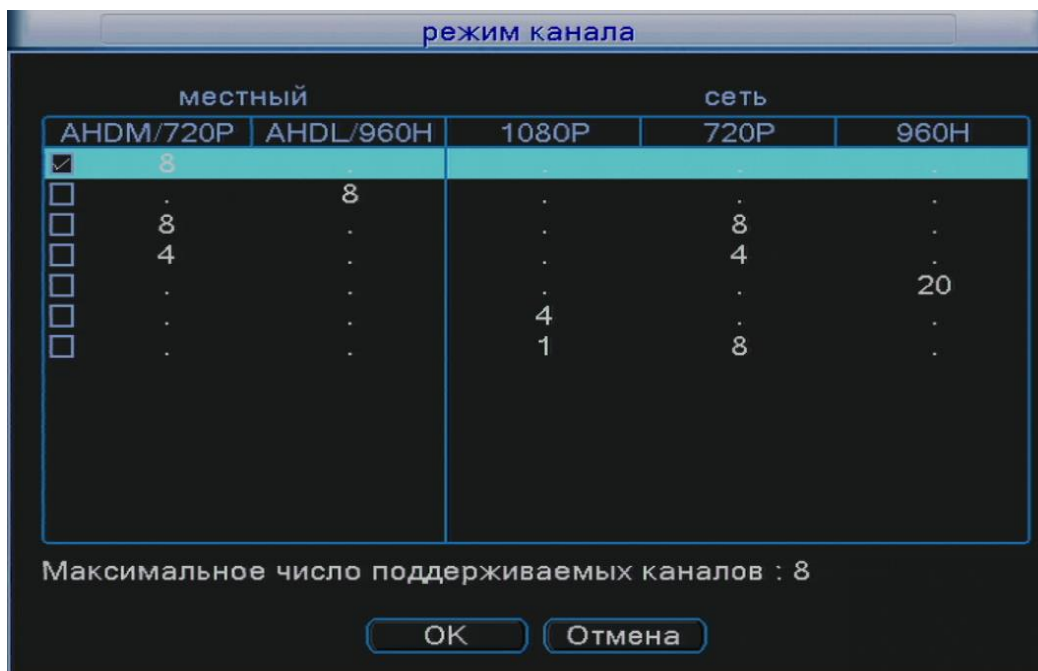 режим канала
местный сеть
AHDM/720P AHDL/960H 1080P 720P 960H
8 . . . .
. 8 . . .
8 . . 8 .
4 . . 4 .
. . . . 20
. . 4 . .
. . 1 8 .
Максимальное число поддерживаемых каналов : 8
OK Отмена